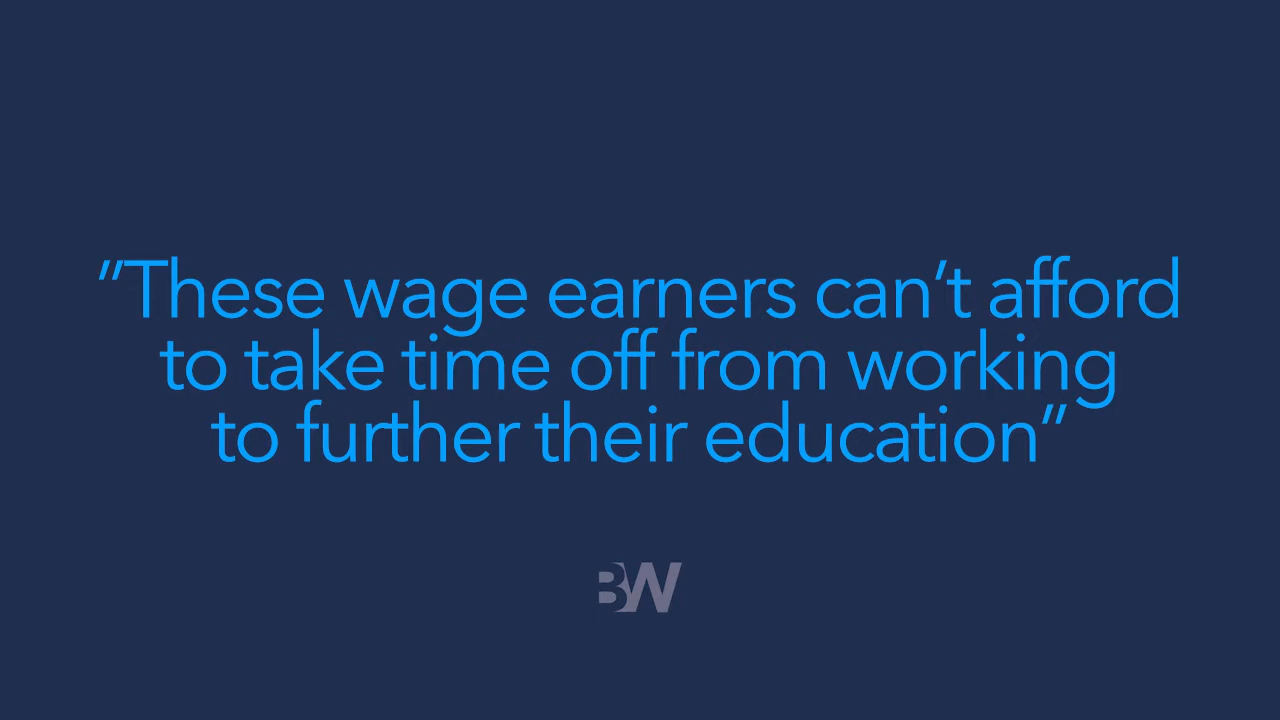 "These wage earners can't afford
to take time off from working
to further their education"
BW